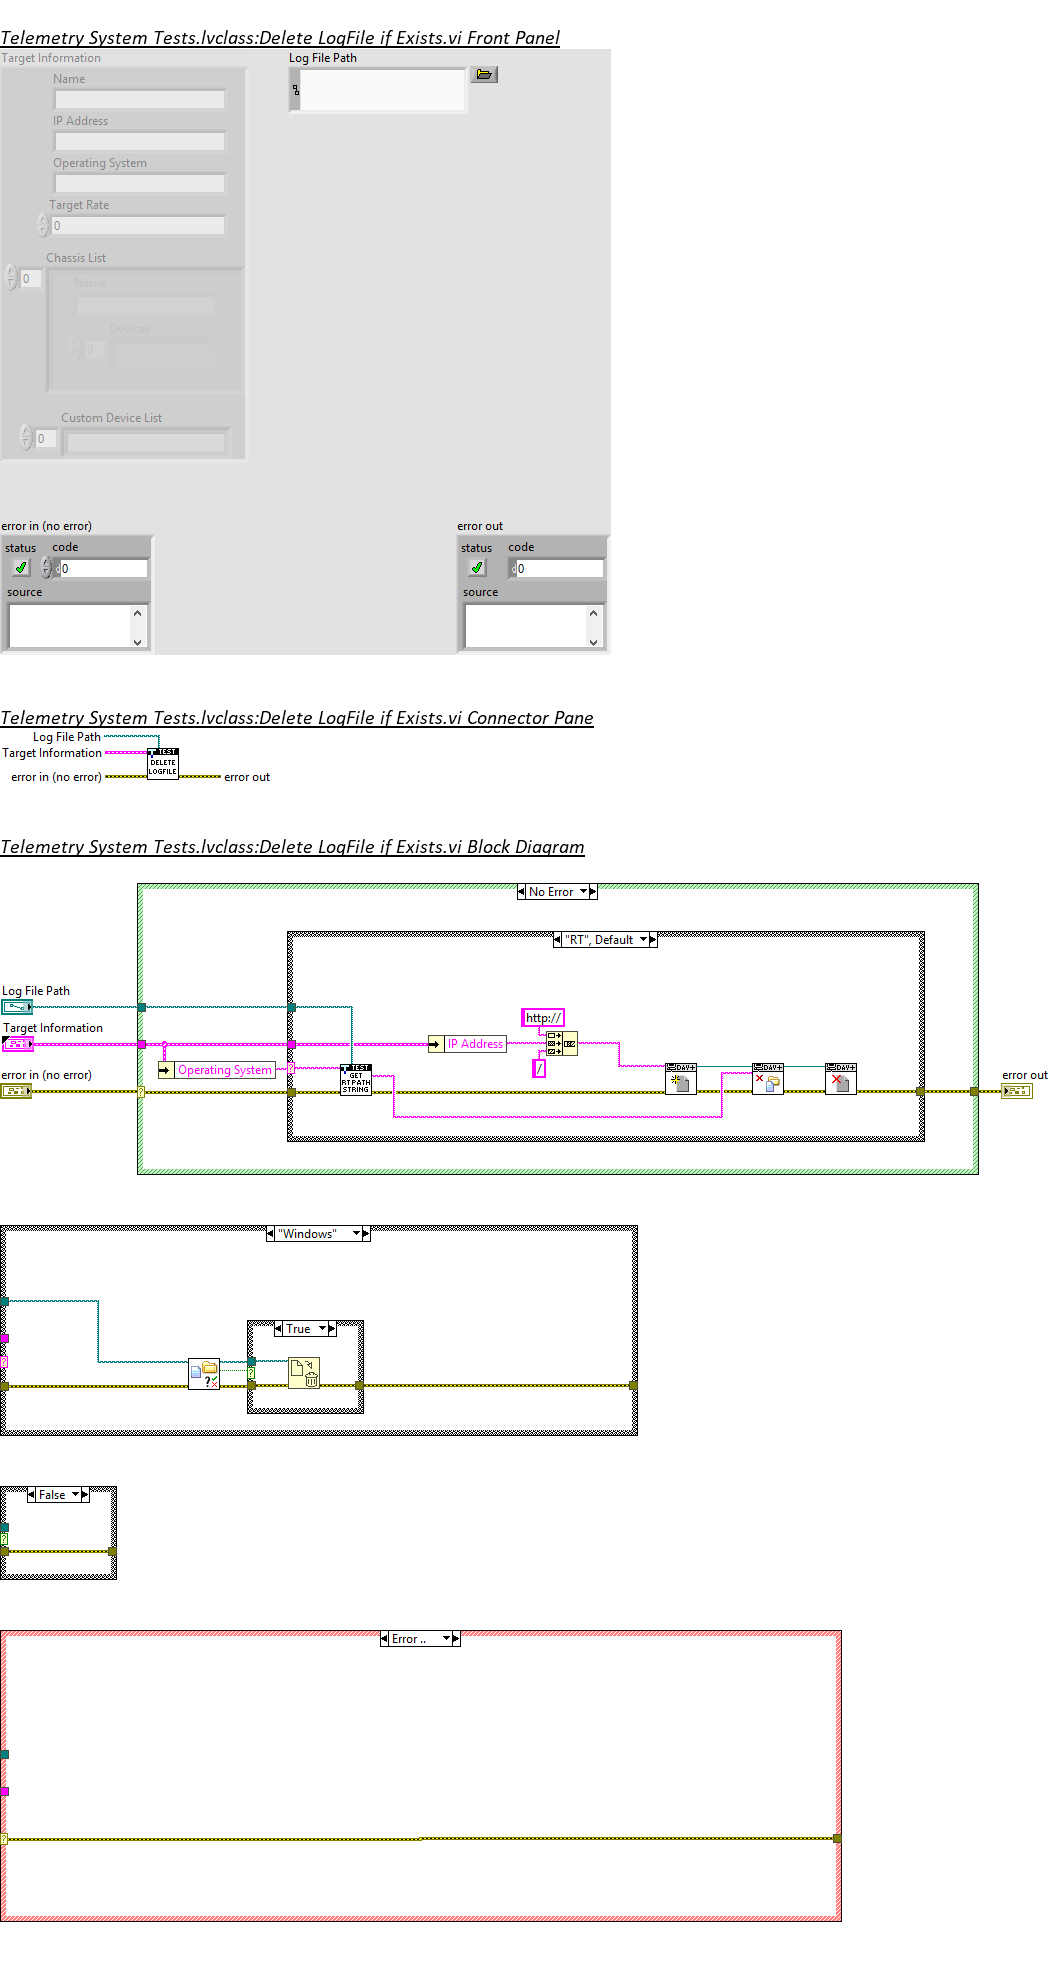 Telemetry System Tests.lvclass:Delete LogFile if Exists.vi Front Panel
Target Information
Log File Path
Name
IP Address
Operating System
Target Rate
0
Chassis List
0
Name
Devices
0
Custom Device List
0
error in (no error)
error out
status code
status code
d 0
d 0
source
source
Telemetry System Tests.lvclass:Delete LogFile if Exists.vi Connector Pane
Log File Path
Target Information
error in (no error)
TEST
DELETE
LOGFILE
error out
Telemetry System Tests.lvclass:Delete LogFile if Exists.vi Block Diagram
No Error
"RT", Default
Log File Path
Target Information
error in (no error)
Operating System
?
?
TEST
GET
RT PATH
STRING
IP Address
http://
/
DAV+
DAV+
DAV+
error out
"Windows"
True
?
?
?
False
?
Error ..
?